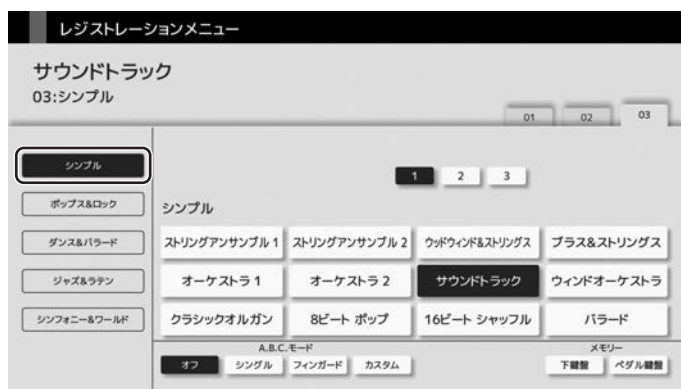 レジストレーションメニュー
サウンドトラック
03:シンプル
01 02 03
シンプル
ポップス&ロック
ダンス&バラード
ジャズ&ラテン
シンフォニー&ワールド
1 2 3
シンプル
ストリングアンサンブル 1 ストリングアンサンブル 2 ウッドウィンド&ストリングス ブラス&ストリングス
オーケストラ 1 オーケストラ 2 サウンドトラック ウィンドオーケストラ
クラシックオルガン 8ビート ポップ 16ビート シャッフル バラード
A.B.C.モード メモリー
オフ シングル フィンガード カスタム 下鍵盤 ペダル鍵盤